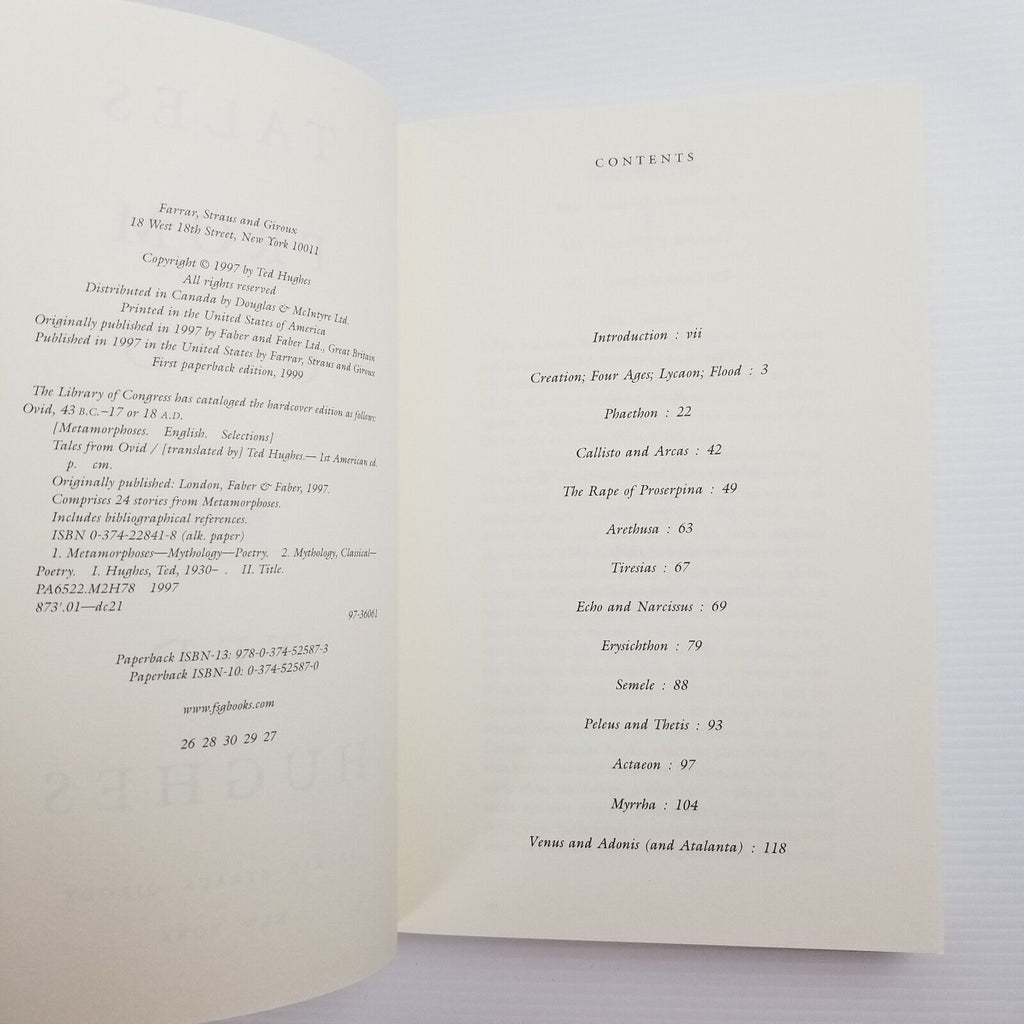 Farrar, Straus and Giroux
18 West 18th Street, New York 10011
Copyright © 1997 by Ted Hughes
All rights reserved
Distributed in Canada by Douglas & McIntyre Ltd.
Printed in the United States of America
Originally published in 1997 by Faber and Faber Ltd., Great Britain
Published in 1997 in the United States by Farrar, Straus and Giroux
First paperback edition, 1999
The Library of Congress has cataloged the hardcover edition as follows:
Ovid, 43 B.C.–17 or 18 A.D.
[Metamorphoses. English. Selections]
Tales from Ovid / [translated by] Ted Hughes.— 1st American ed.
p. cm.
Originally published: London, Faber & Faber, 1997.
Comprises 24 stories from Metamorphoses.
Includes bibliographical references.
ISBN 0-374-22841-8 (alk. paper)
1. Metamorphoses—Mythology—Poetry. 2. Mythology, Classical—
Poetry. I. Hughes, Ted, 1930– . II. Title.
PA6522.M2H78 1997
873'.01—dc21
97-36061
Paperback ISBN-13: 978-0-374-52587-3
Paperback ISBN-10: 0-374-52587-0
www.fsgbooks.com
26 28 30 29 27
CONTENTS
Introduction : vii
Creation; Four Ages; Lycaon; Flood : 3
Phaethon : 22
Callisto and Arcas : 42
The Rape of Proserpina : 49
Arethusa : 63
Tiresias : 67
Echo and Narcissus : 69
Erysichthon : 79
Semele : 88
Peleus and Thetis : 93
Actaeon : 97
Myrrha : 104
Venus and Adonis (and Atalanta) : 118